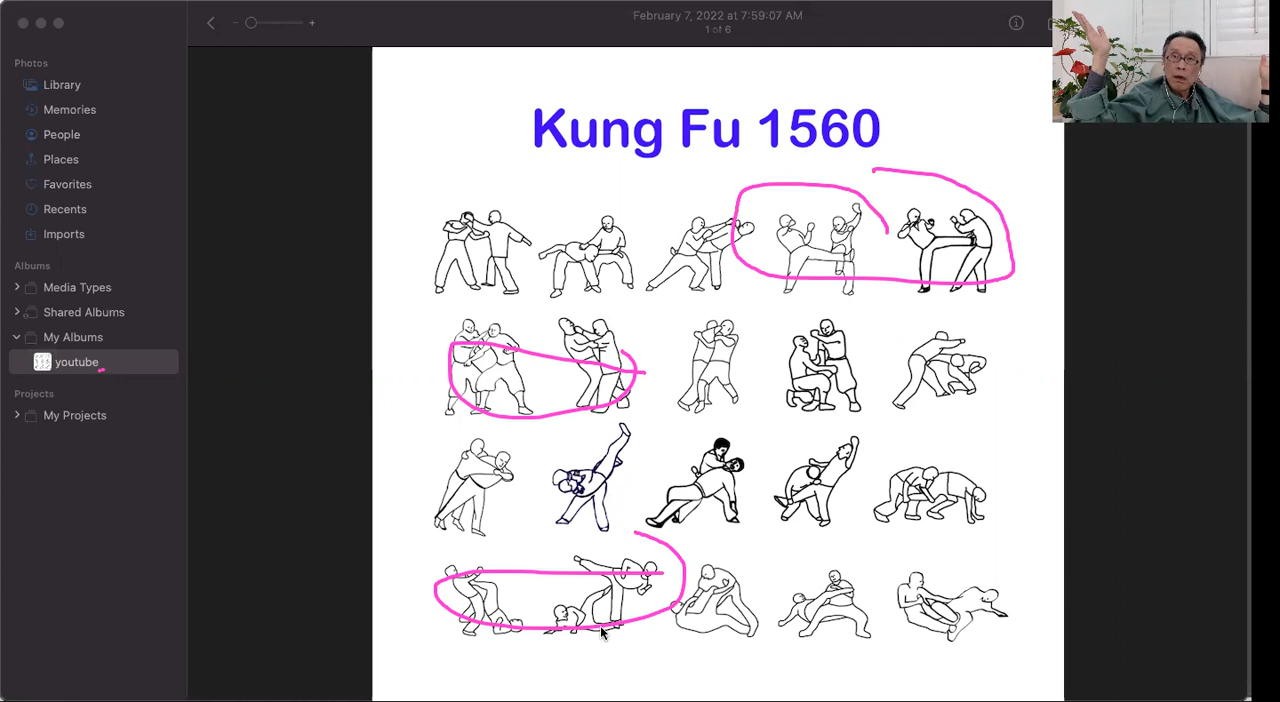 February 7, 2022 at 7:59:07 AM
1 of 6
Photos
Library
Memories
People
Places
Favorites
Recents
Imports
Albums
Media Types
Shared Albums
My Albums
youtube
Projects
My Projects
Kung Fu 1560